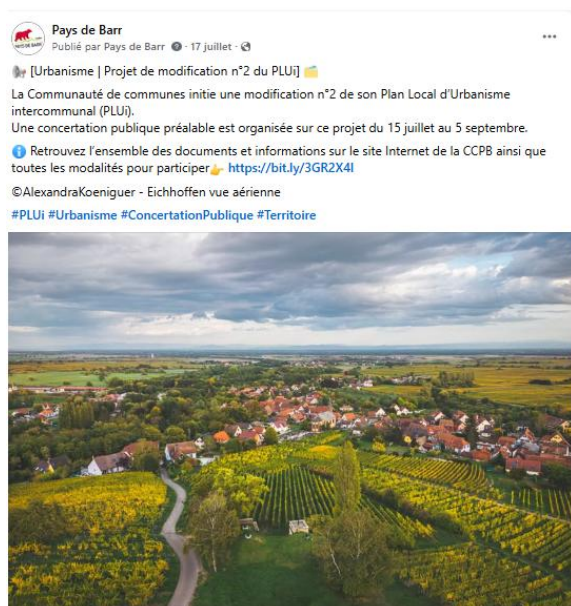 Pays de Barr
Publié par Pays de Barr · 17 juillet ·
[Urbanisme | Projet de modification n°2 du PLUi]
La Communauté de communes initie une modification n°2 de son Plan Local d'Urbanisme
intercommunal (PLUi).
Une concertation publique préalable est organisée sur ce projet du 15 juillet au 5 septembre.
Retrouvez l'ensemble des documents et informations sur le site Internet de la CCPB ainsi que
toutes les modalités pour participer https://bit.ly/3GR2X4l
©AlexandraKoeniguer - Eichhoffen vue aérienne
#PLUi #Urbanisme #ConcertationPublique #Territoire